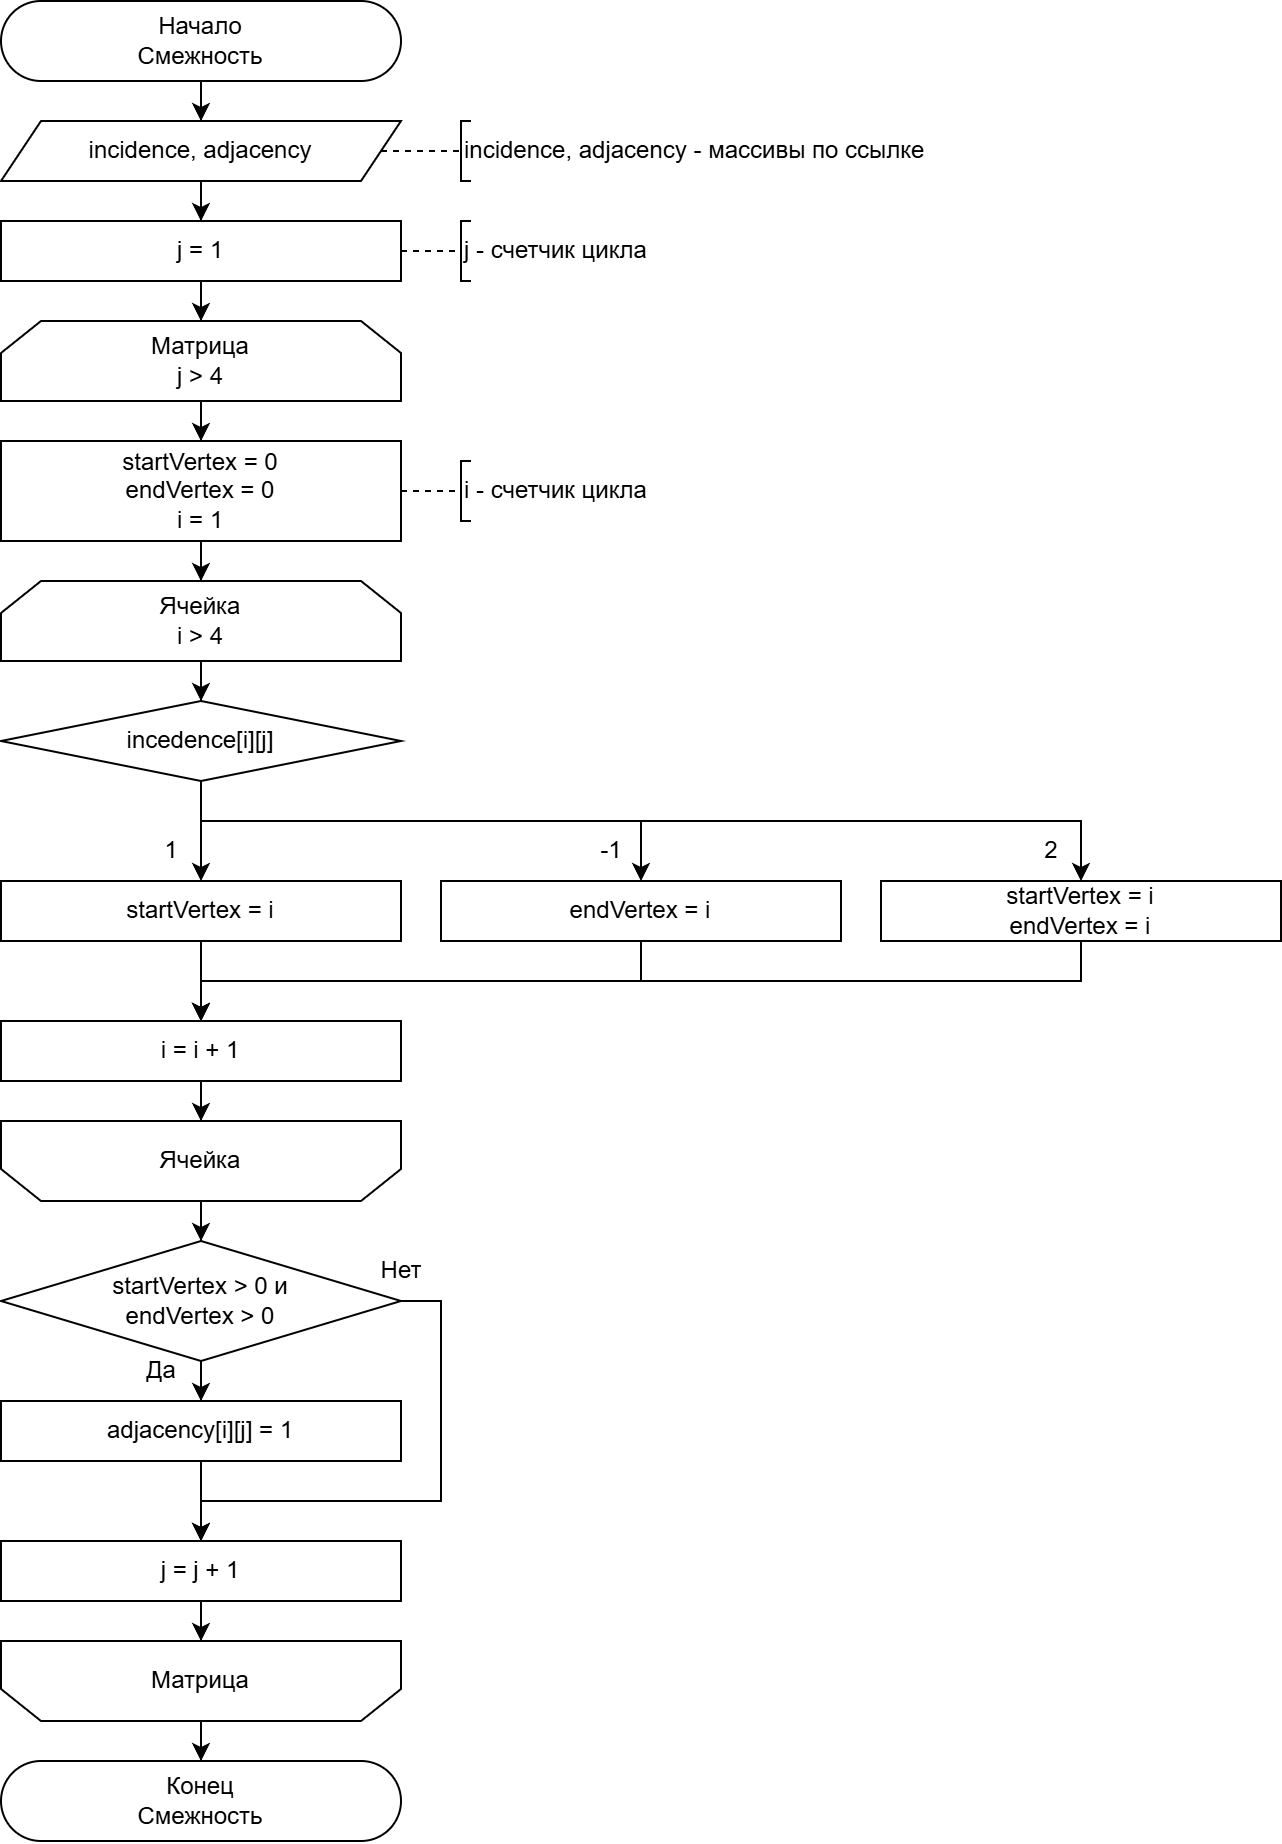 Начало
Смежность
incidence, adjacency
incidence, adjacency - массивы по ссылке
j = 1
j - счетчик цикла
Матрица
j > 4
startVertex = 0
endVertex = 0
i = 1
i - счетчик цикла
Ячейка
i > 4
incedence[i][j]
1
-1
2
startVertex = i
endVertex = i
startVertex = i
endVertex = i
i = i + 1
Ячейка
Нет
startVertex > 0 и
endVertex > 0
Да
adjacency[i][j] = 1
j = j + 1
Матрица
Конец
Смежность